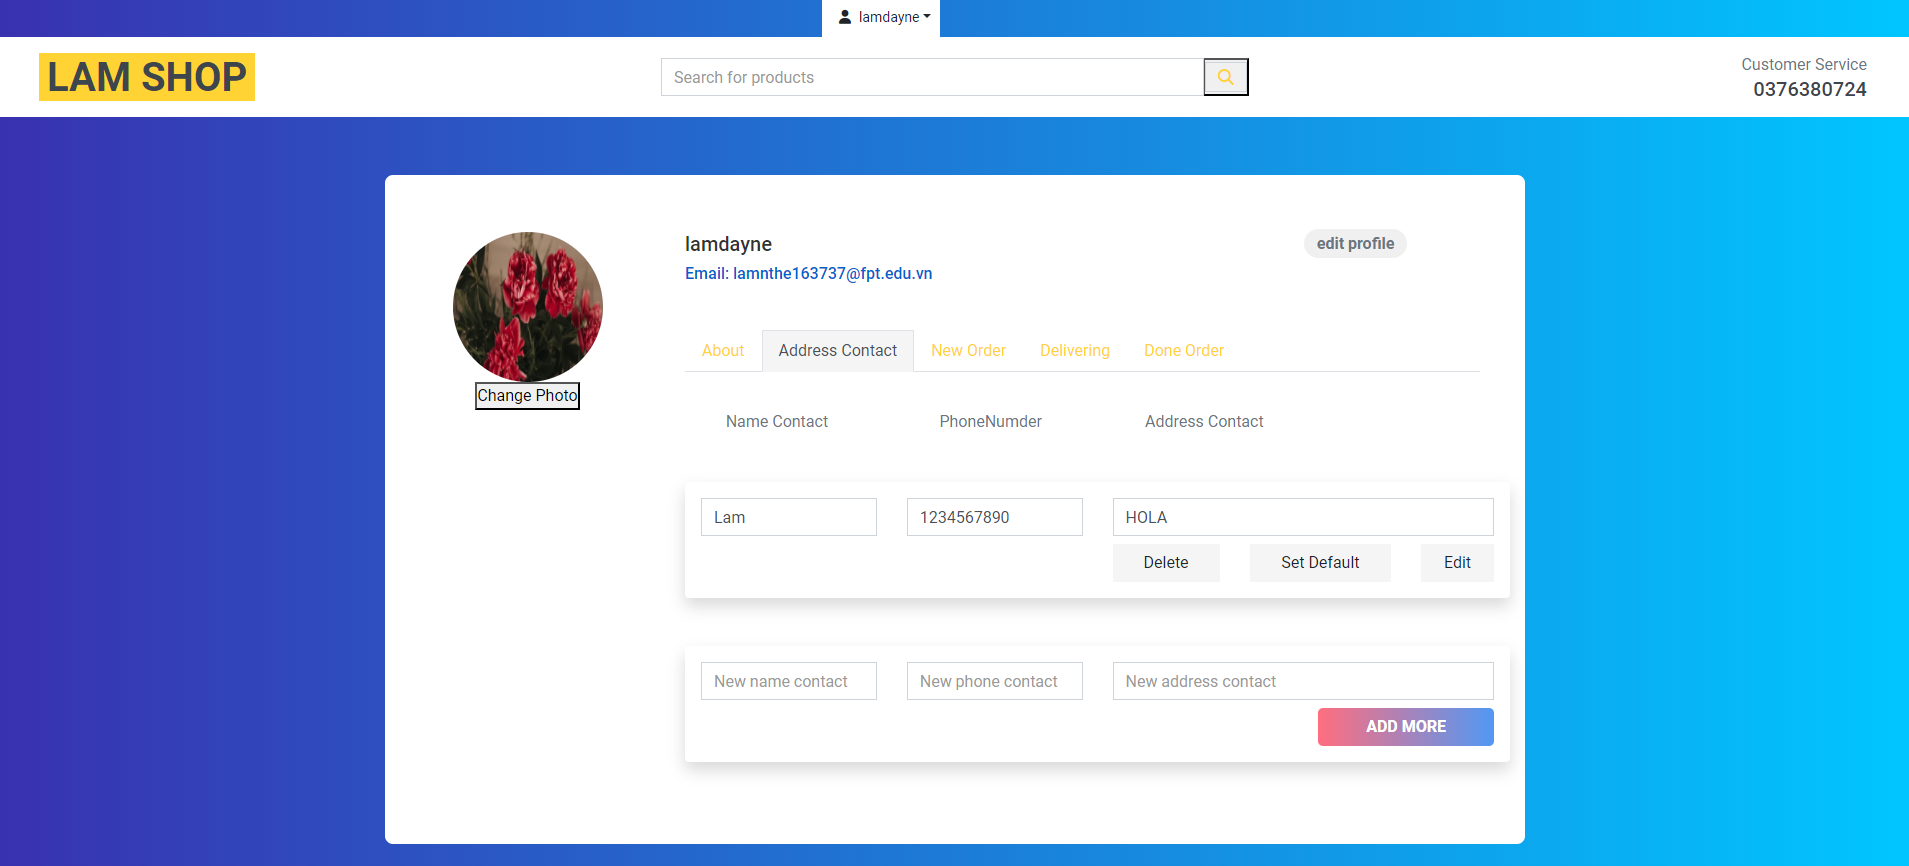 lamdayne
LAM SHOP
Search for products
Customer Service
0376380724
lamdayne
edit profile
Email: lamnthe163737@fpt.edu.vn
About Address Contact New Order Delivering Done Order
Change Photo
Name Contact PhoneNumder Address Contact
Lam 1234567890 HOLA
Delete Set Default Edit
New name contact New phone contact New address contact
ADD MORE